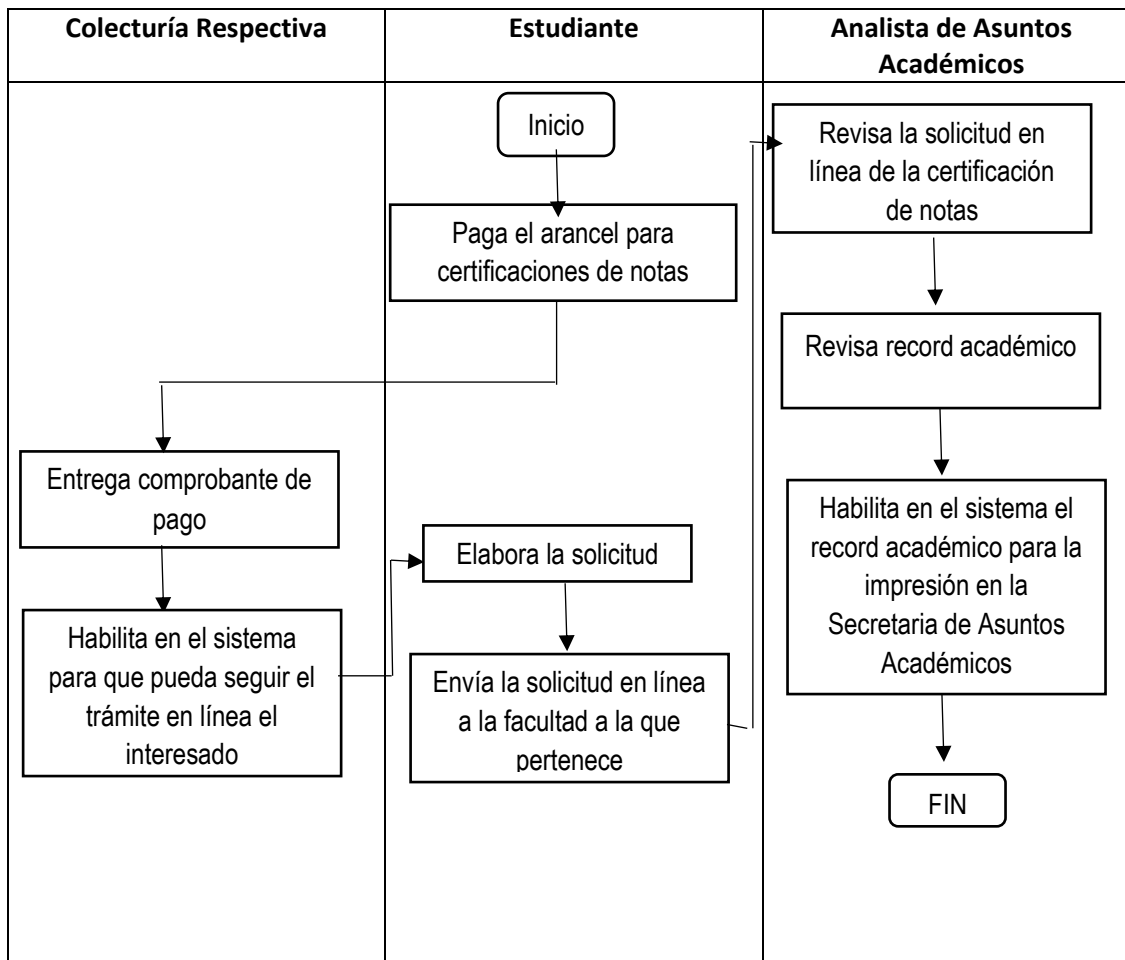 Colecturía Respectiva
Estudiante
Analista de Asuntos
Académicos
Inicio
Paga el arancel para
certificaciones de notas
Entrega comprobante de
pago
Habilita en el sistema
para que pueda seguir el
trámite en línea el
interesado
Elabora la solicitud
Envía la solicitud en línea
a la facultad a la que
pertenece
Revisa la solicitud en
línea de la certificación
de notas
Revisa record académico
Habilita en el sistema el
record académico para la
impresión en la
Secretaria de Asuntos
Académicos
FIN